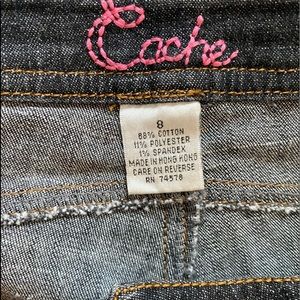 Cache
8
88% COTTON
11% POLYESTER
1% SPANDEX
MADE IN HONG KONG
CARE ON REVERSE
RN 74578